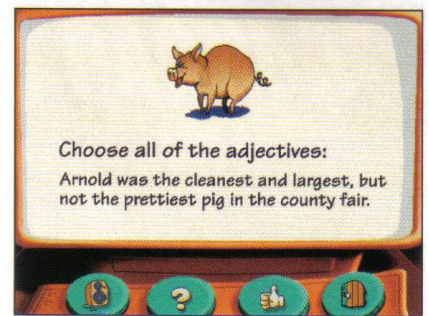 Choose all of the adjectives:
Arnold was the cleanest and largest, but
not the prettiest pig in the county fair.
?